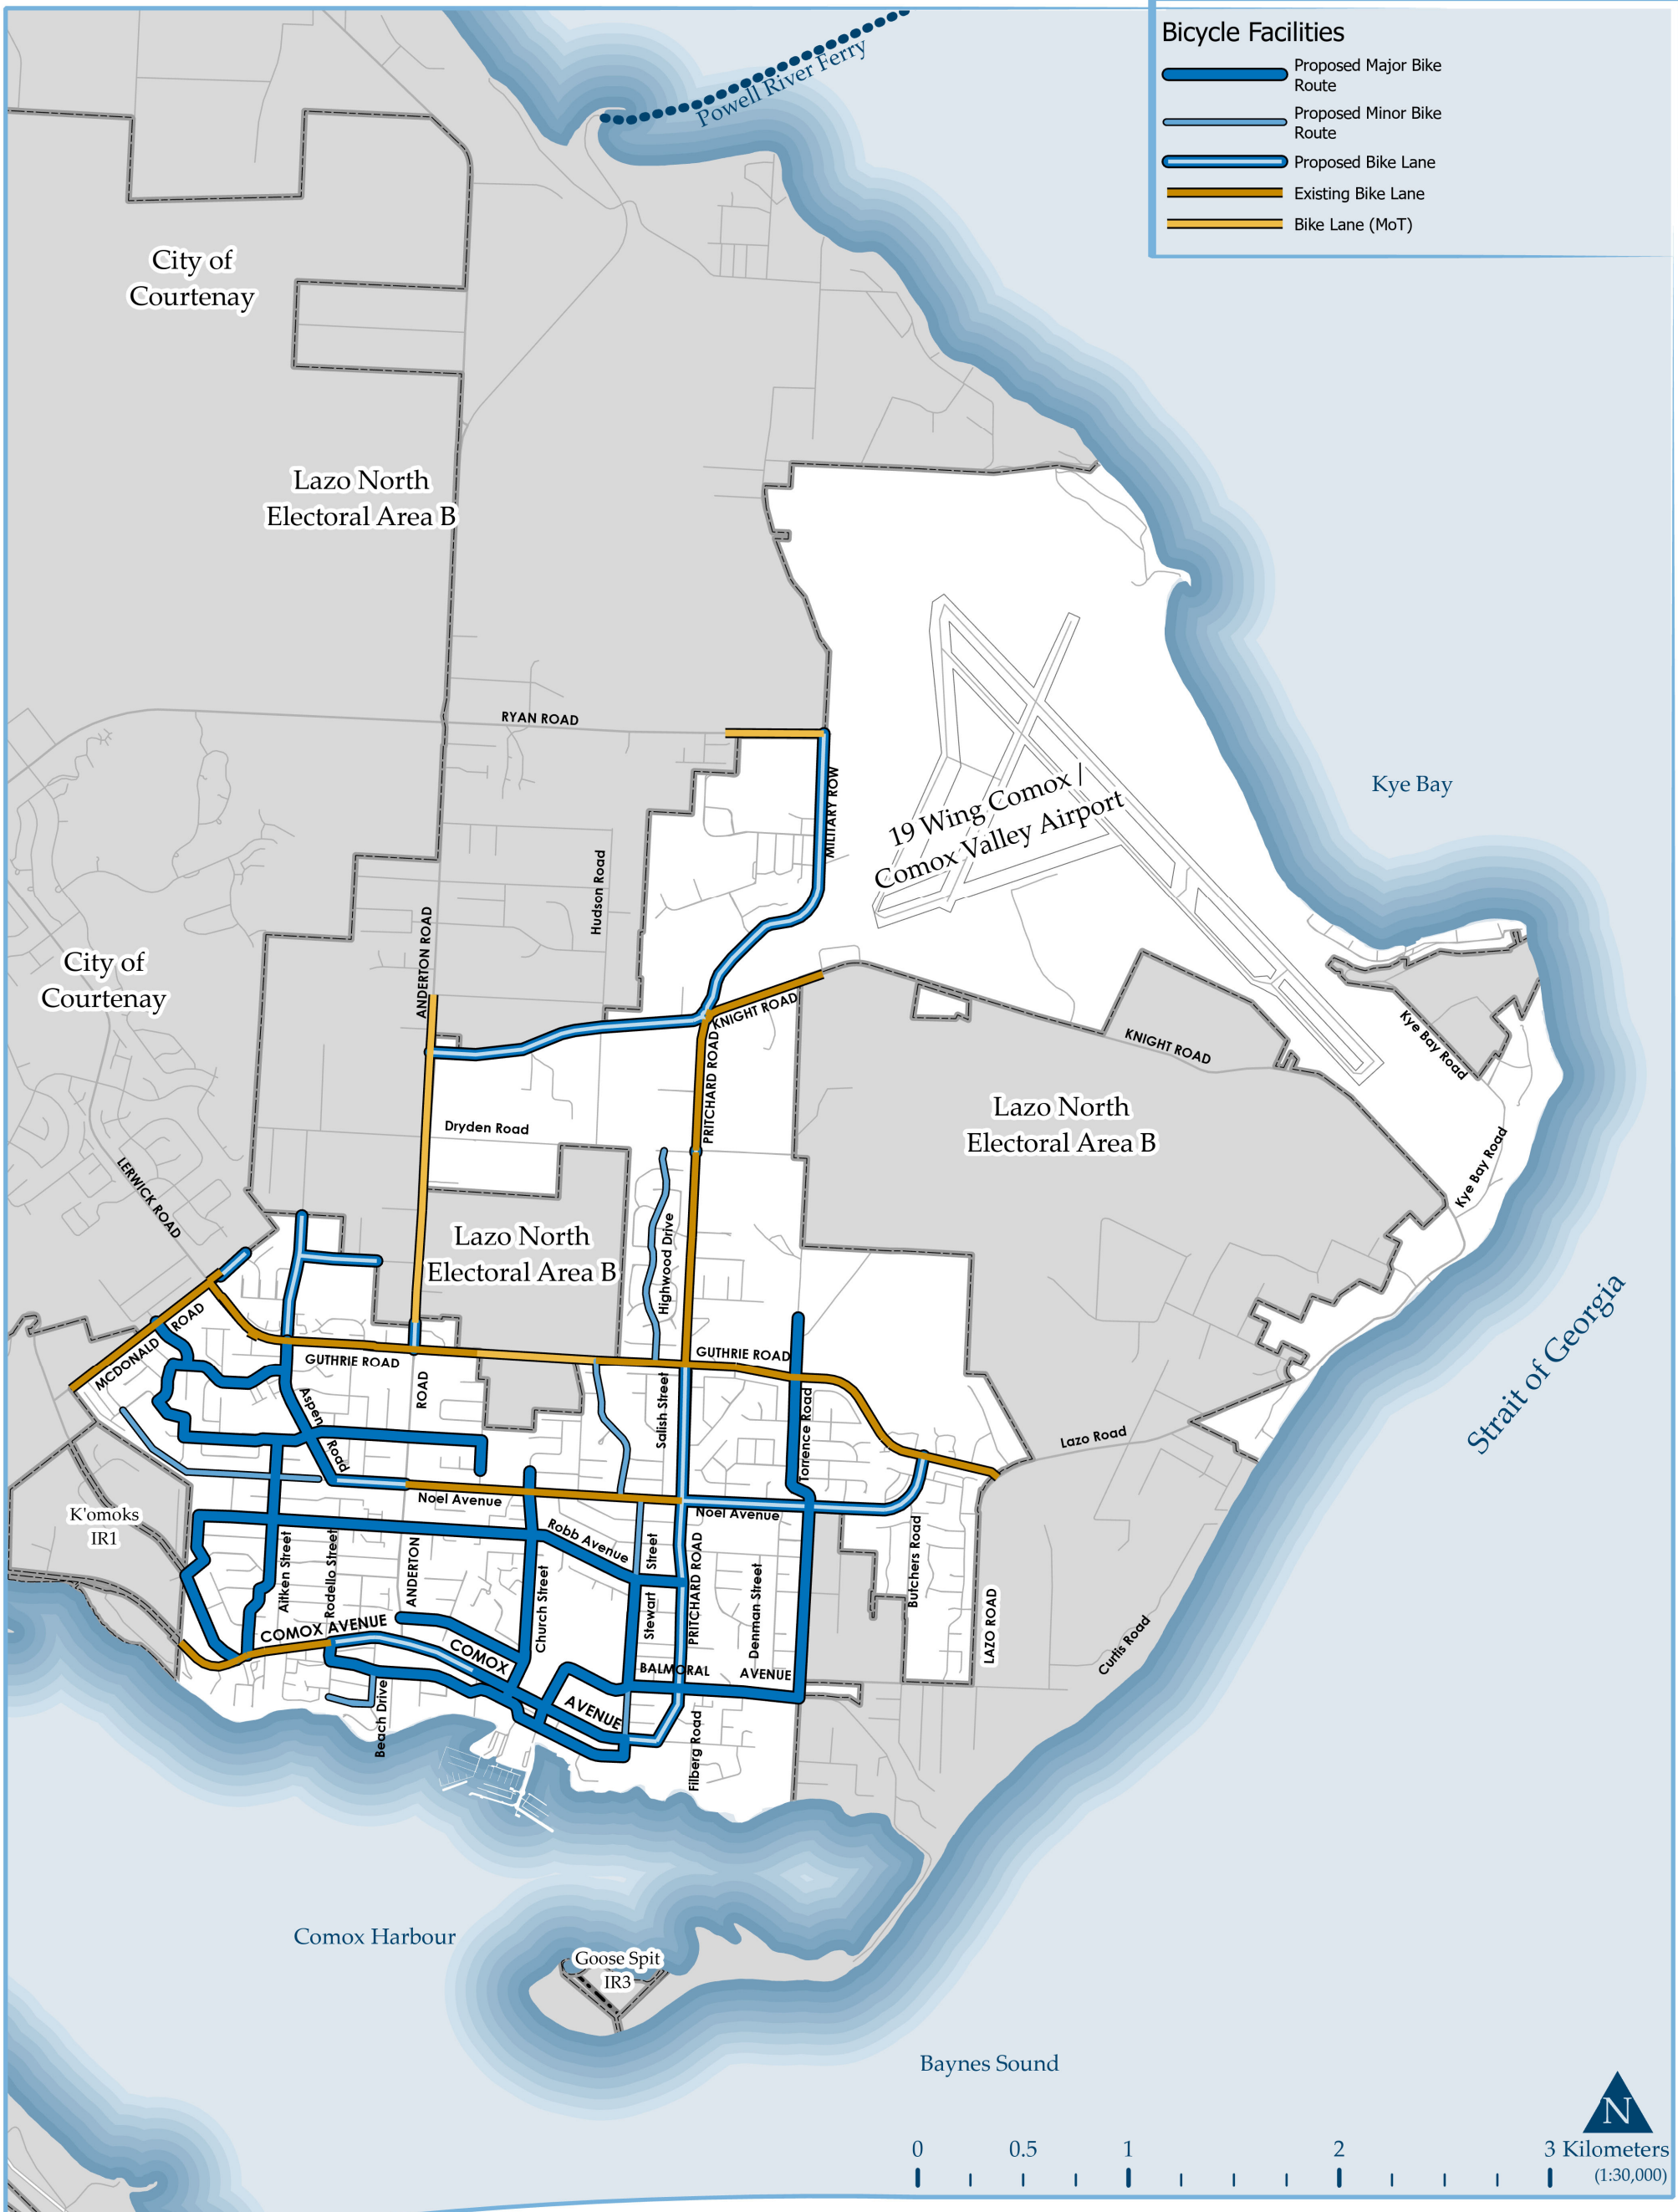 Bicycle Facilities
Proposed Major Bike
Route
Proposed Minor Bike
Route
Proposed Bike Lane
Existing Bike Lane
Bike Lane (MoT)
Powell River Ferry
City of
Courtenay
Lazo North
Electoral Area B
RYAN ROAD
MILITARY ROW
19 Wing Comox |
Comox Valley Airport
Kye Bay
Hudson Road
ANDERTON ROAD
City of
Courtenay
KNIGHT ROAD
KNIGHT ROAD
Kye Bay Road
PRITCHARD ROAD
Lazo North
Electoral Area B
Dryden Road
Kye Bay Road
LERWICK ROAD
Lazo North
Electoral Area B
Highwood Drive
Strait of Georgia
MCDONALD ROAD
GUTHRIE ROAD
GUTHRIE ROAD
ROAD
Aspen Road
Salish Street
Torrence Road
Lazo Road
Noel Avenue
Noel Avenue
K'omoks
IR1
Robb Avenue
Aitken Street
Rodello Street
ANDERTON
Church Street
Stewart Street
PRITCHARD ROAD
Denman Street
Butchers Road
LAZO ROAD
Curtis Road
COMOX AVENUE
COMOX AVENUE
BALMORAL AVENUE
Beach Drive
Filberg Road
Comox Harbour
Goose Spit
IR3
Baynes Sound
N
0 0.5 1 2 3 Kilometers
(1:30,000)